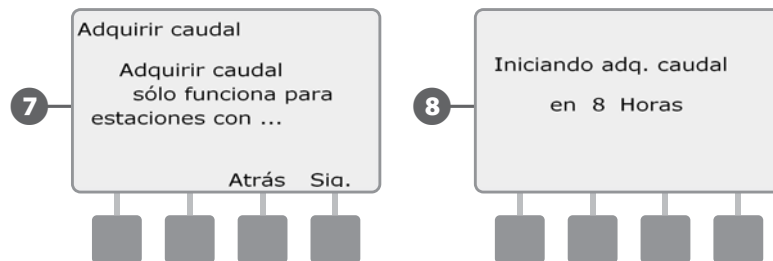 Adquirir caudal
Adquirir caudal
sólo funciona para
estaciones con ...
7
Atrás Sig.
Iniciando adq. caudal
8
en 8 Horas